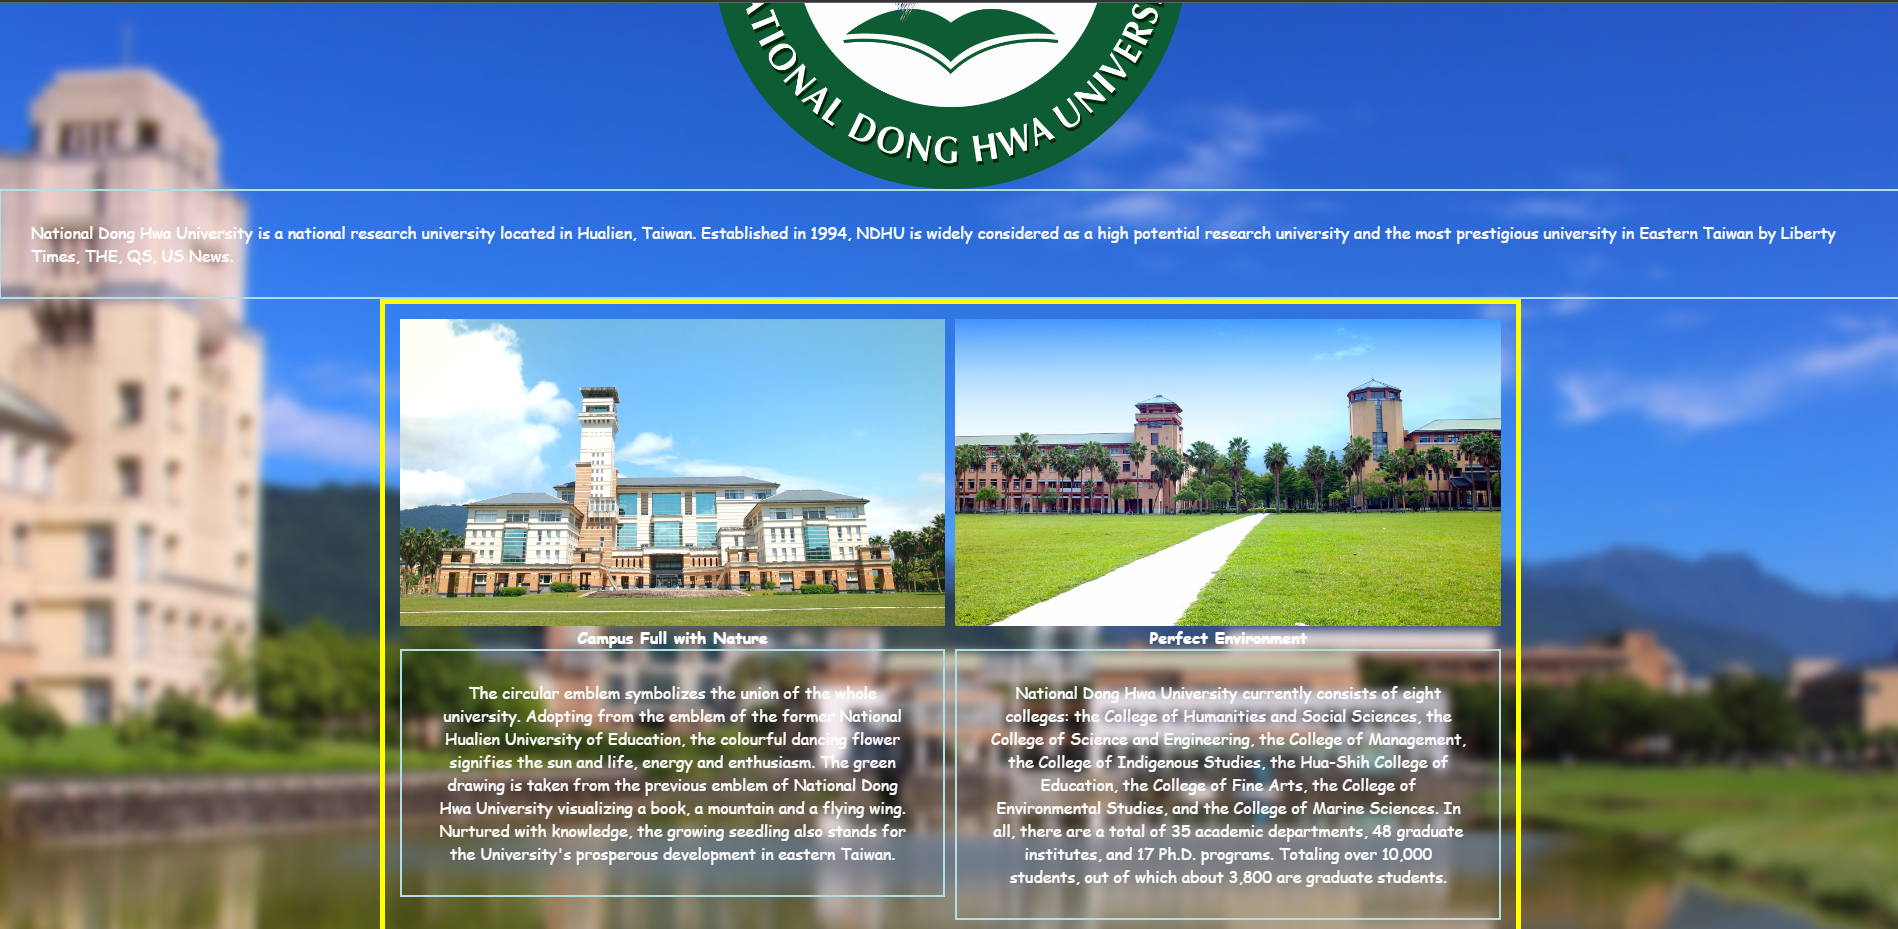 NATIONAL DONG HWA UNIVERS
National Dong Hwa University is a national research university located in Hualien, Taiwan. Established in 1994, NDHU is widely considered as a high potential research university and the most prestigious university in Eastern Taiwan by Liberty
Times, THE, QS, US News.
Campus Full with Nature
The circular emblem symbolizes the union of the whole
university. Adopting from the emblem of the former National
Hualien University of Education, the colourful dancing flower
signifies the sun and life, energy and enthusiasm. The green
drawing is taken from the previous emblem of National Dong
Hwa University visualizing a book, a mountain and a flying wing.
Nurtured with knowledge, the growing seedling also stands for
the University's prosperous development in eastern Taiwan.
Perfect Environment
National Dong Hwa University currently consists of eight
colleges: the College of Humanities and Social Sciences, the
College of Science and Engineering, the College of Management,
the College of Indigenous Studies, the Hua-Shih College of
Education, the College of Fine Arts, the College of
Environmental Studies, and the College of Marine Sciences. In
all, there are a total of 35 academic departments, 48 graduate
institutes, and 17 Ph.D. programs. Totaling over 10,000
students, out of which about 3,800 are graduate students.